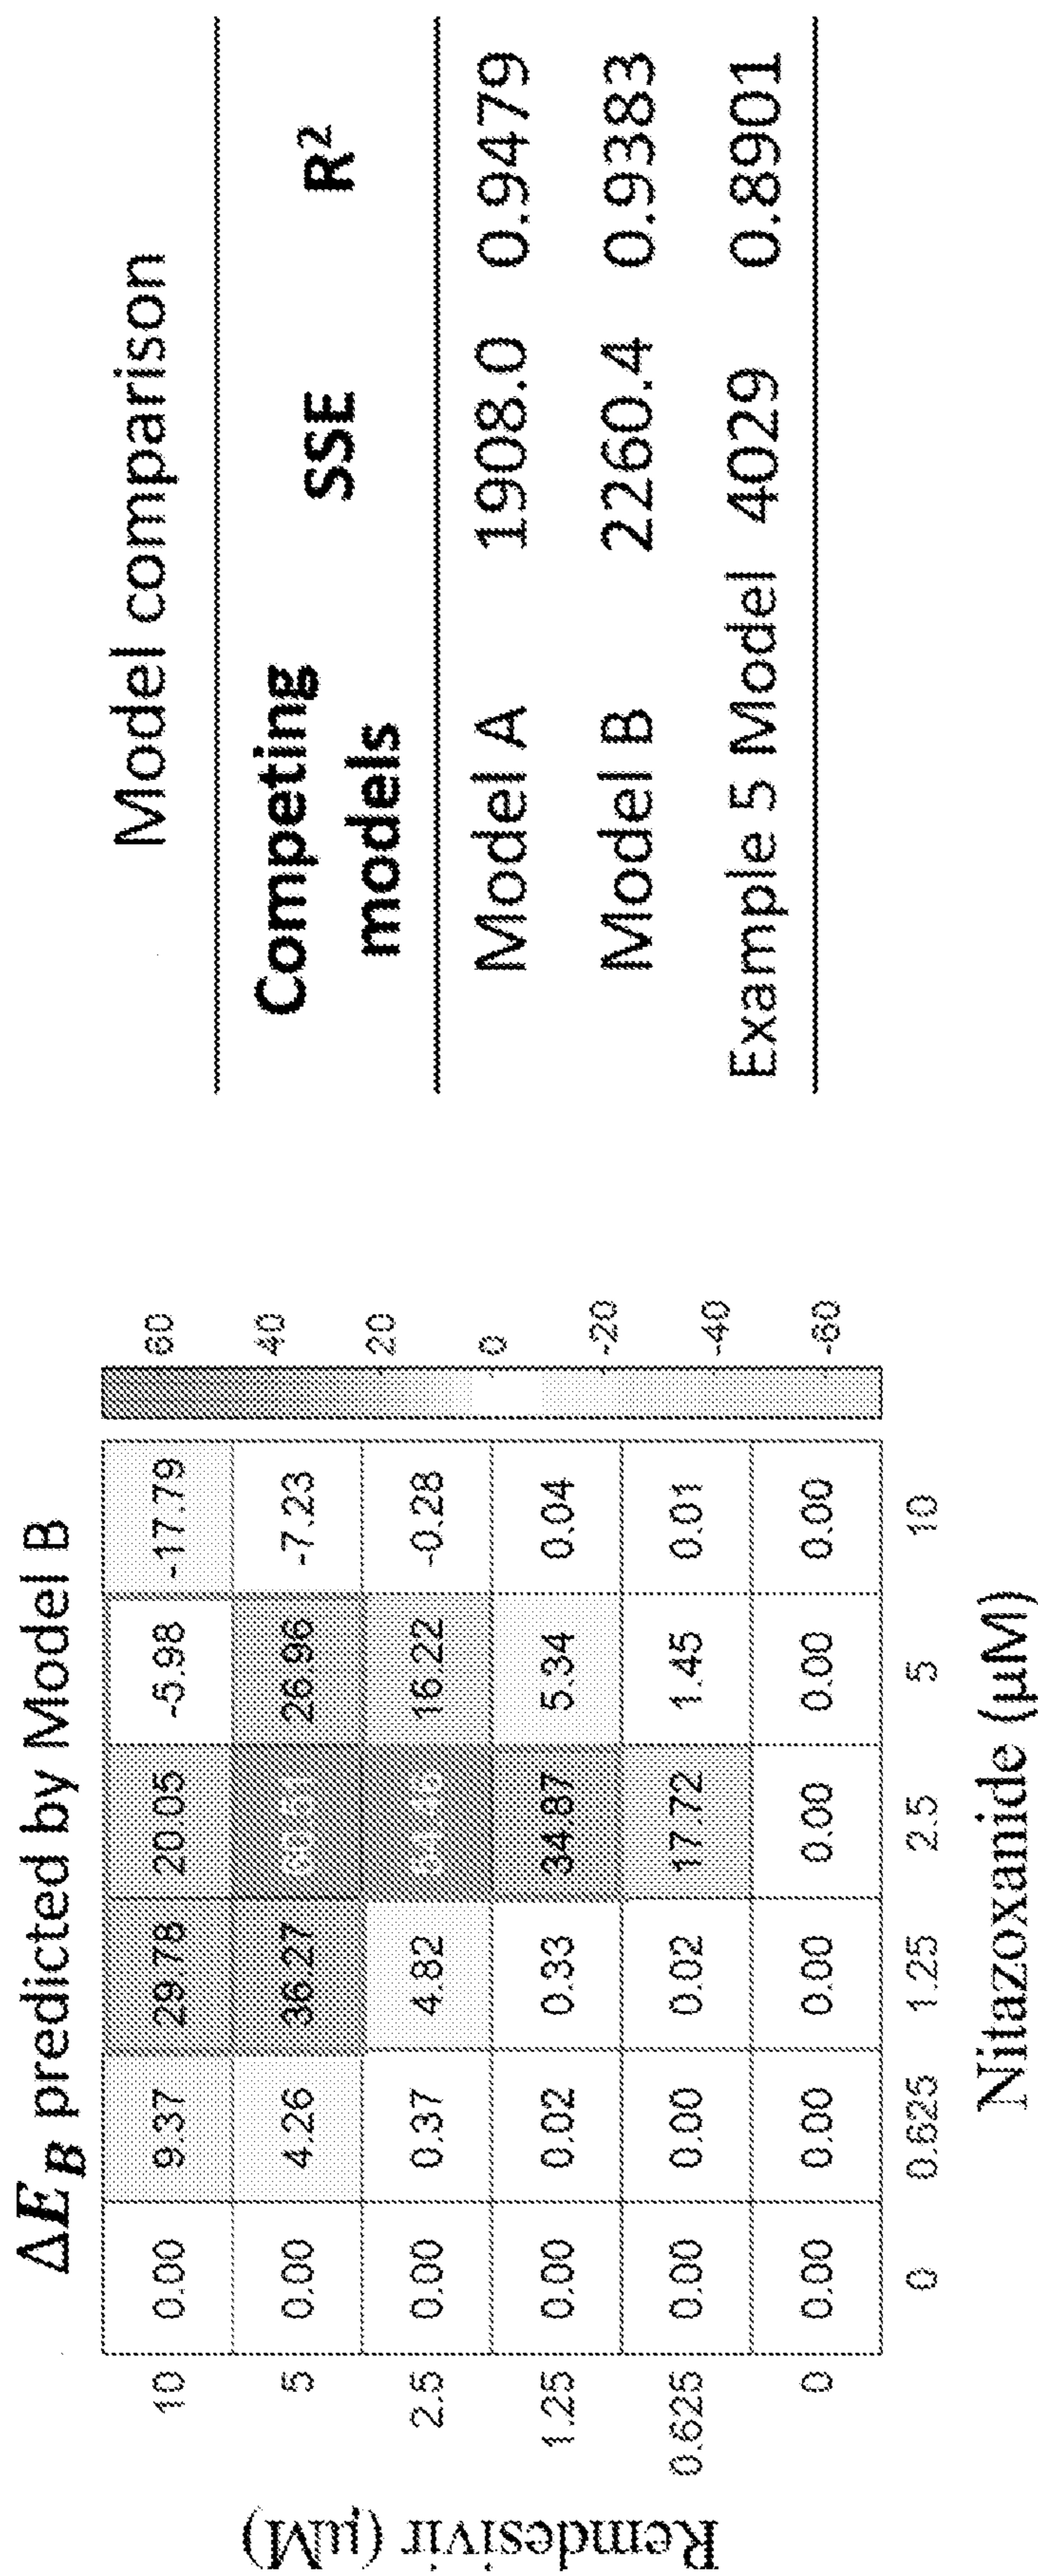 ΔE_B predicted by Model B
Remdesivir (μM)
10 0.00 9.37 29.78 20.05 -5.98 -17.79
5 0.00 4.26 36.27 26.96 -7.23
2.5 0.00 0.37 4.82 16.22 -0.28
1.25 0.00 0.02 0.33 34.87 5.34 0.04
0.625 0.00 0.00 0.02 17.72 1.45 0.01
0 0.00 0.00 0.00 0.00 0.00 0.00
0 0.625 1.25 2.5 5 10
Nitazoxanide (μM)
40
20
0
-20
-40
Model comparison
Competing
models SSE R²
Model A 1908.0 0.9479
Model B 2260.4 0.9383
Example 5 Model 4029 0.8901